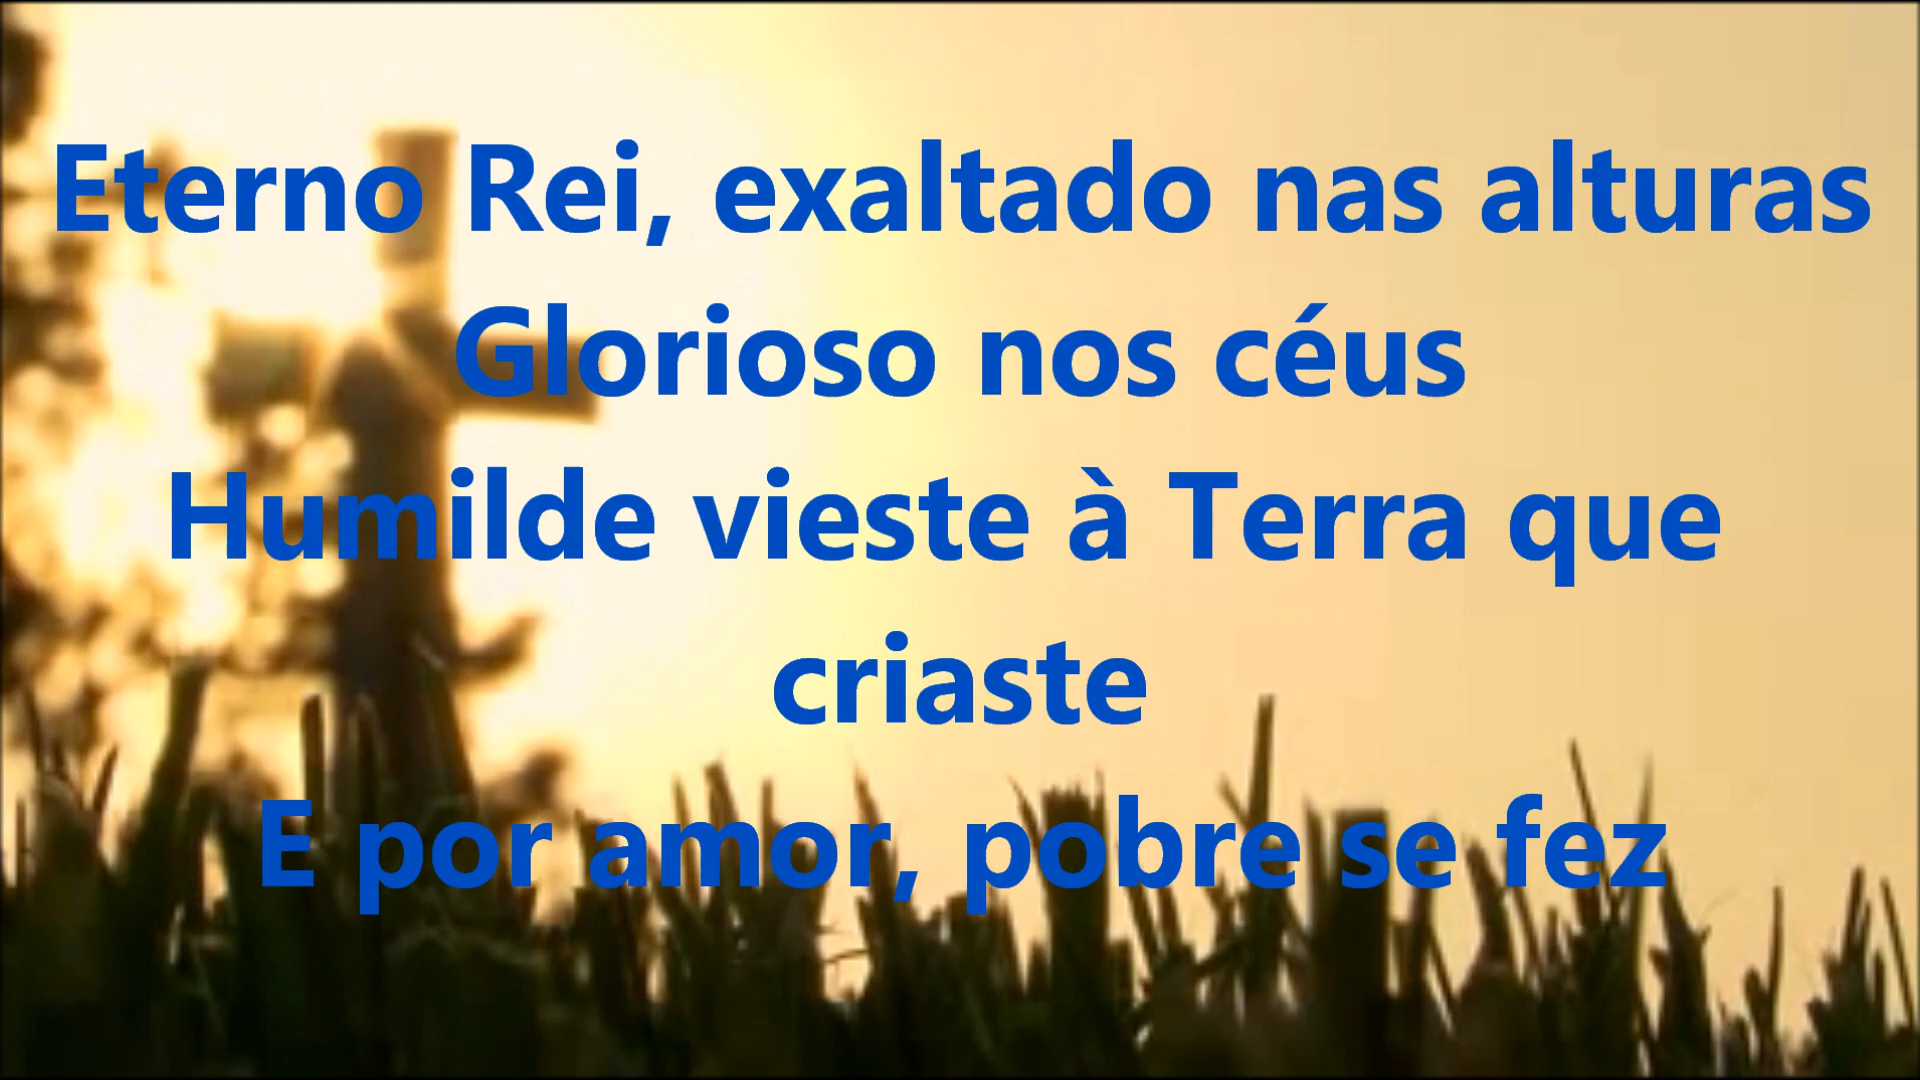 Eterno Rei, exaltado nas alturas
Glorioso nos céus
Humilde vieste à Terra que
criaste
E por amor, pobre se fez